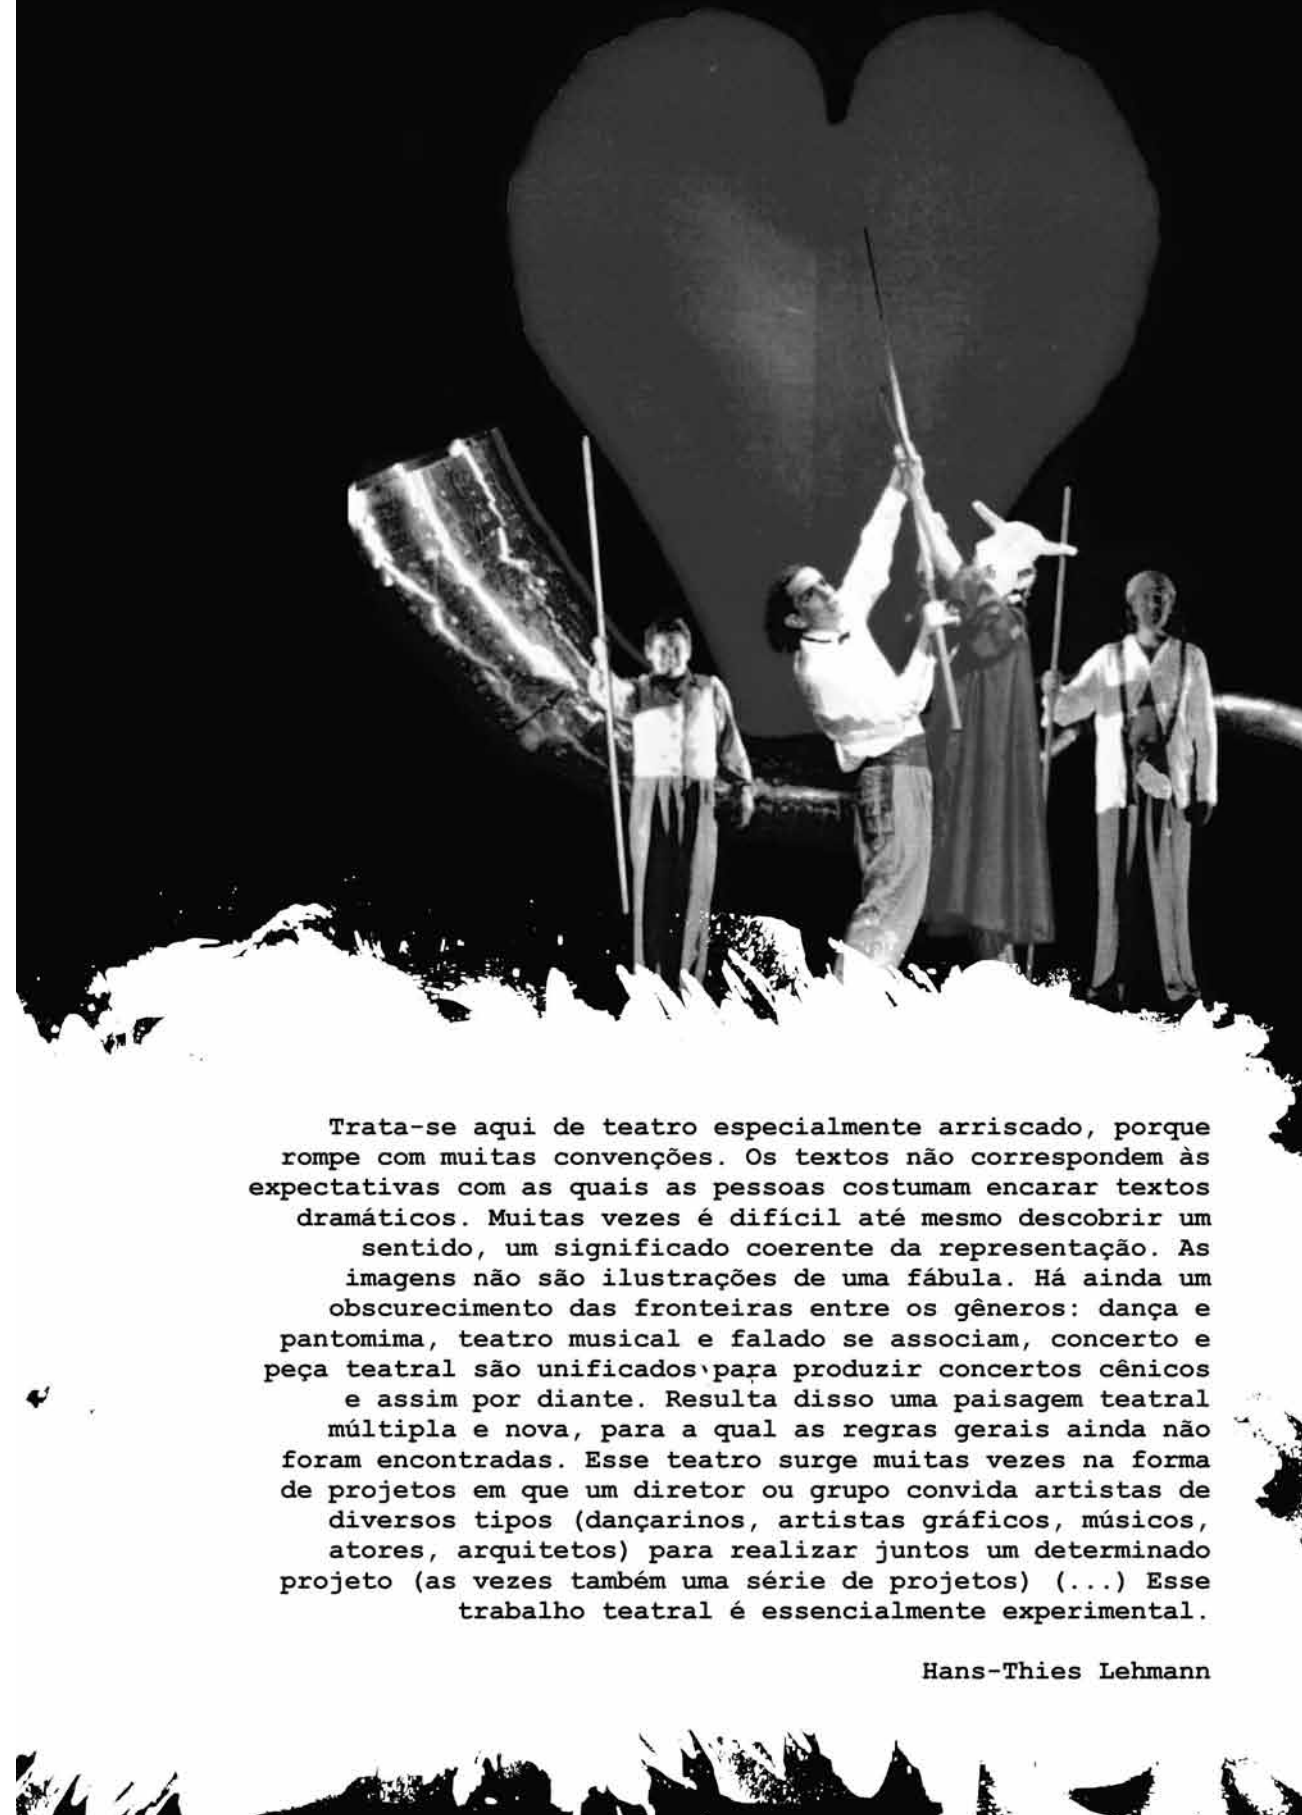 Trata-se aqui de teatro especialmente arriscado, porque
rompe com muitas convenções. Os textos não correspondem às
expectativas com as quais as pessoas costumam encarar textos
dramáticos. Muitas vezes é difícil até mesmo descobrir um
sentido, um significado coerente da representação. As
imagens não são ilustrações de uma fábula. Há ainda um
obscurecimento das fronteiras entre os gêneros: dança e
pantomima, teatro musical e falado se associam, concerto e
peça teatral são unificados para produzir concertos cênicos
e assim por diante. Resulta disso uma paisagem teatral
múltipla e nova, para a qual as regras gerais ainda não
foram encontradas. Esse teatro surge muitas vezes na forma
de projetos em que um diretor ou grupo convida artistas de
diversos tipos (dançarinos, artistas gráficos, músicos,
atores, arquitetos) para realizar juntos um determinado
projeto (as vezes também uma série de projetos) (...) Esse
trabalho teatral é essencialmente experimental.
Hans-Thies Lehmann